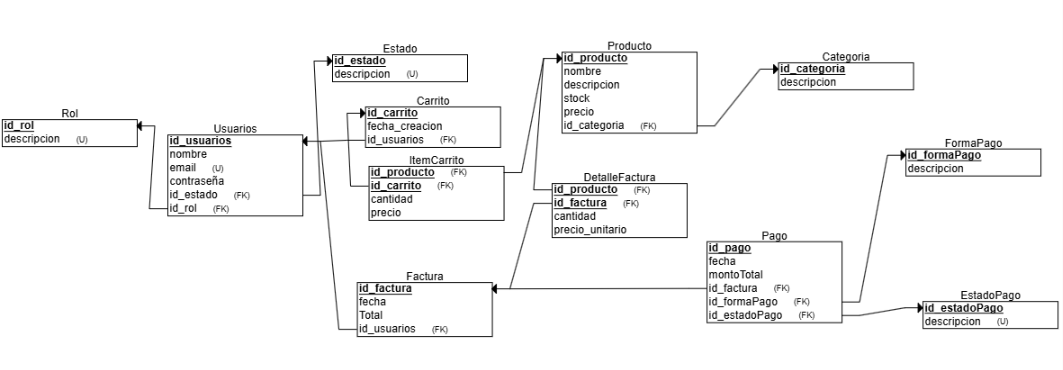 Rol
id_rol
descripcion (U)
Usuarios
id_usuarios
nombre
email (U)
contraseña
id_estado (FK)
id_rol (FK)
Estado
id_estado
descripcion (U)
Carrito
id_carrito
fecha_creacion
id_usuarios (FK)
ItemCarrito
id_producto (FK)
id_carrito (FK)
cantidad
precio
Factura
id_factura
fecha
Total
id_usuarios (FK)
Producto
id_producto
nombre
descripcion
stock
precio
id_categoria (FK)
DetalleFactura
id_producto (FK)
id_factura (FK)
cantidad
precio_unitario
Categoria
id_categoria
descripcion
Pago
id_pago
fecha
montoTotal
id_factura (FK)
id_formaPago (FK)
id_estadoPago (FK)
FormaPago
id_formaPago
descripcion
EstadoPago
id_estadoPago
descripcion (U)